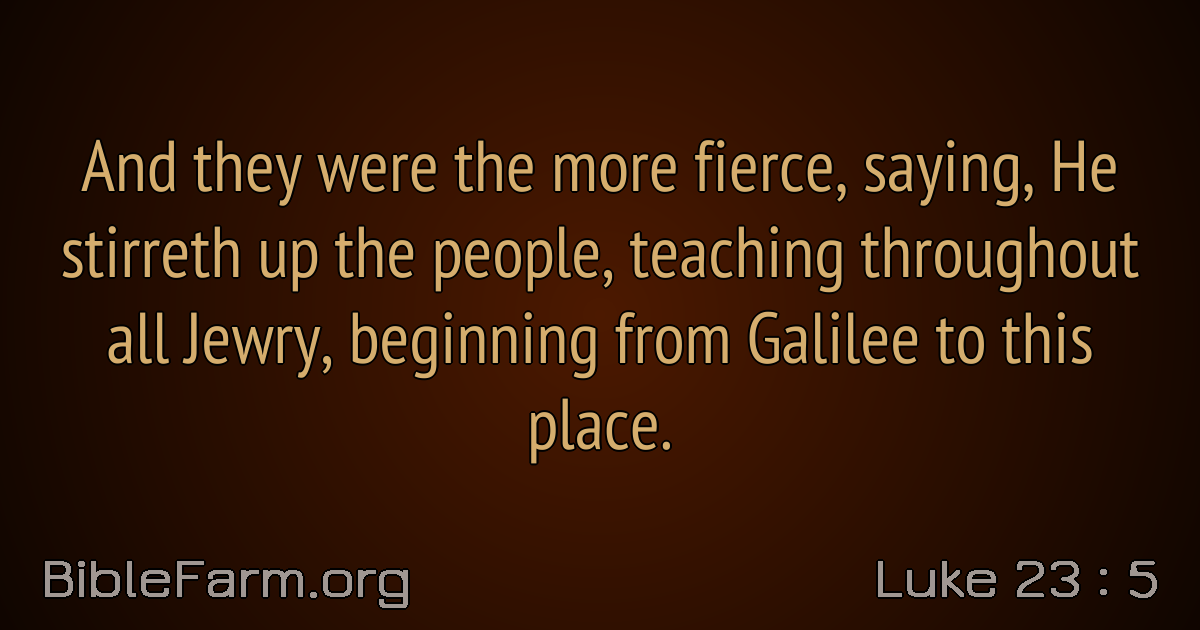 And they were the more fierce, saying, He
stirreth up the people, teaching throughout
all Jewry, beginning from Galilee to this
place.
BibleFarm.org
Luke 23 : 5